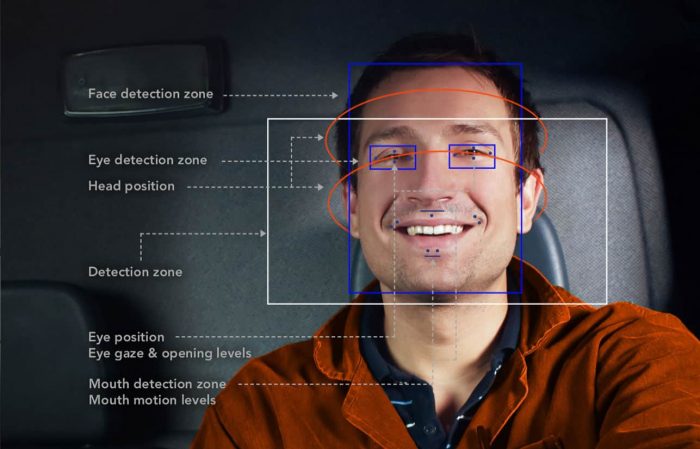 Face detection zone
Eye detection zone
Head position
Detection zone
Eye position
Eye gaze & opening levels
Mouth detection zone
Mouth motion levels